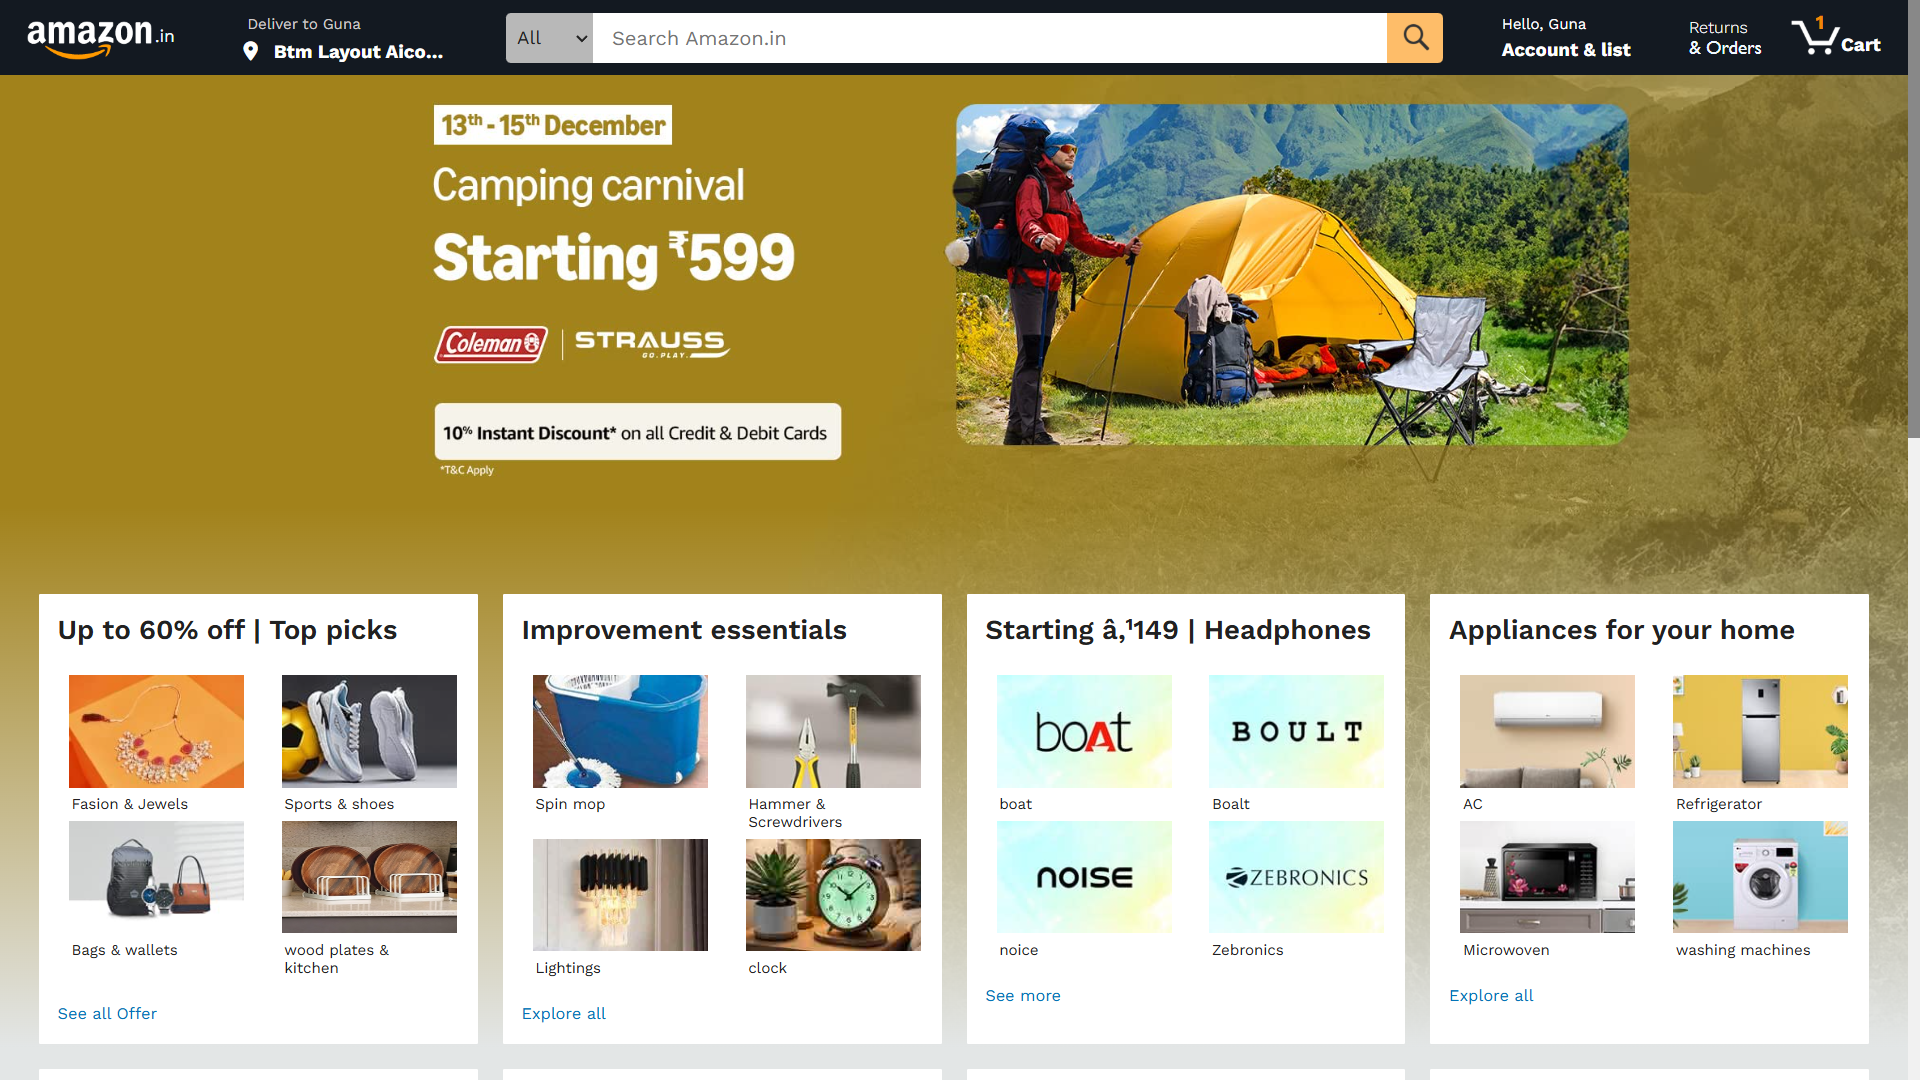 amazon.in
Deliver to Guna
Btm Layout Aico...
All
Search Amazon.in
Hello, Guna
Account & list
Returns
& Orders
1
Cart
13th - 15th December
Camping carnival
Starting ₹599
Coleman
STRAUSS
GO.PLAY.
10% Instant Discount* on all Credit & Debit Cards
*T&C Apply
Up to 60% off | Top picks
Fasion & Jewels
Sports & shoes
Bags & wallets
wood plates &
kitchen
See all Offer
Improvement essentials
Spin mop
Hammer &
Screwdrivers
Lightings
clock
Explore all
Starting â‚¹149 | Headphones
boAt
BOULT
boat
Boalt
NOISE
ZEBRONICS
noice
Zebronics
See more
Appliances for your home
AC
Refrigerator
Microwoven
washing machines
Explore all